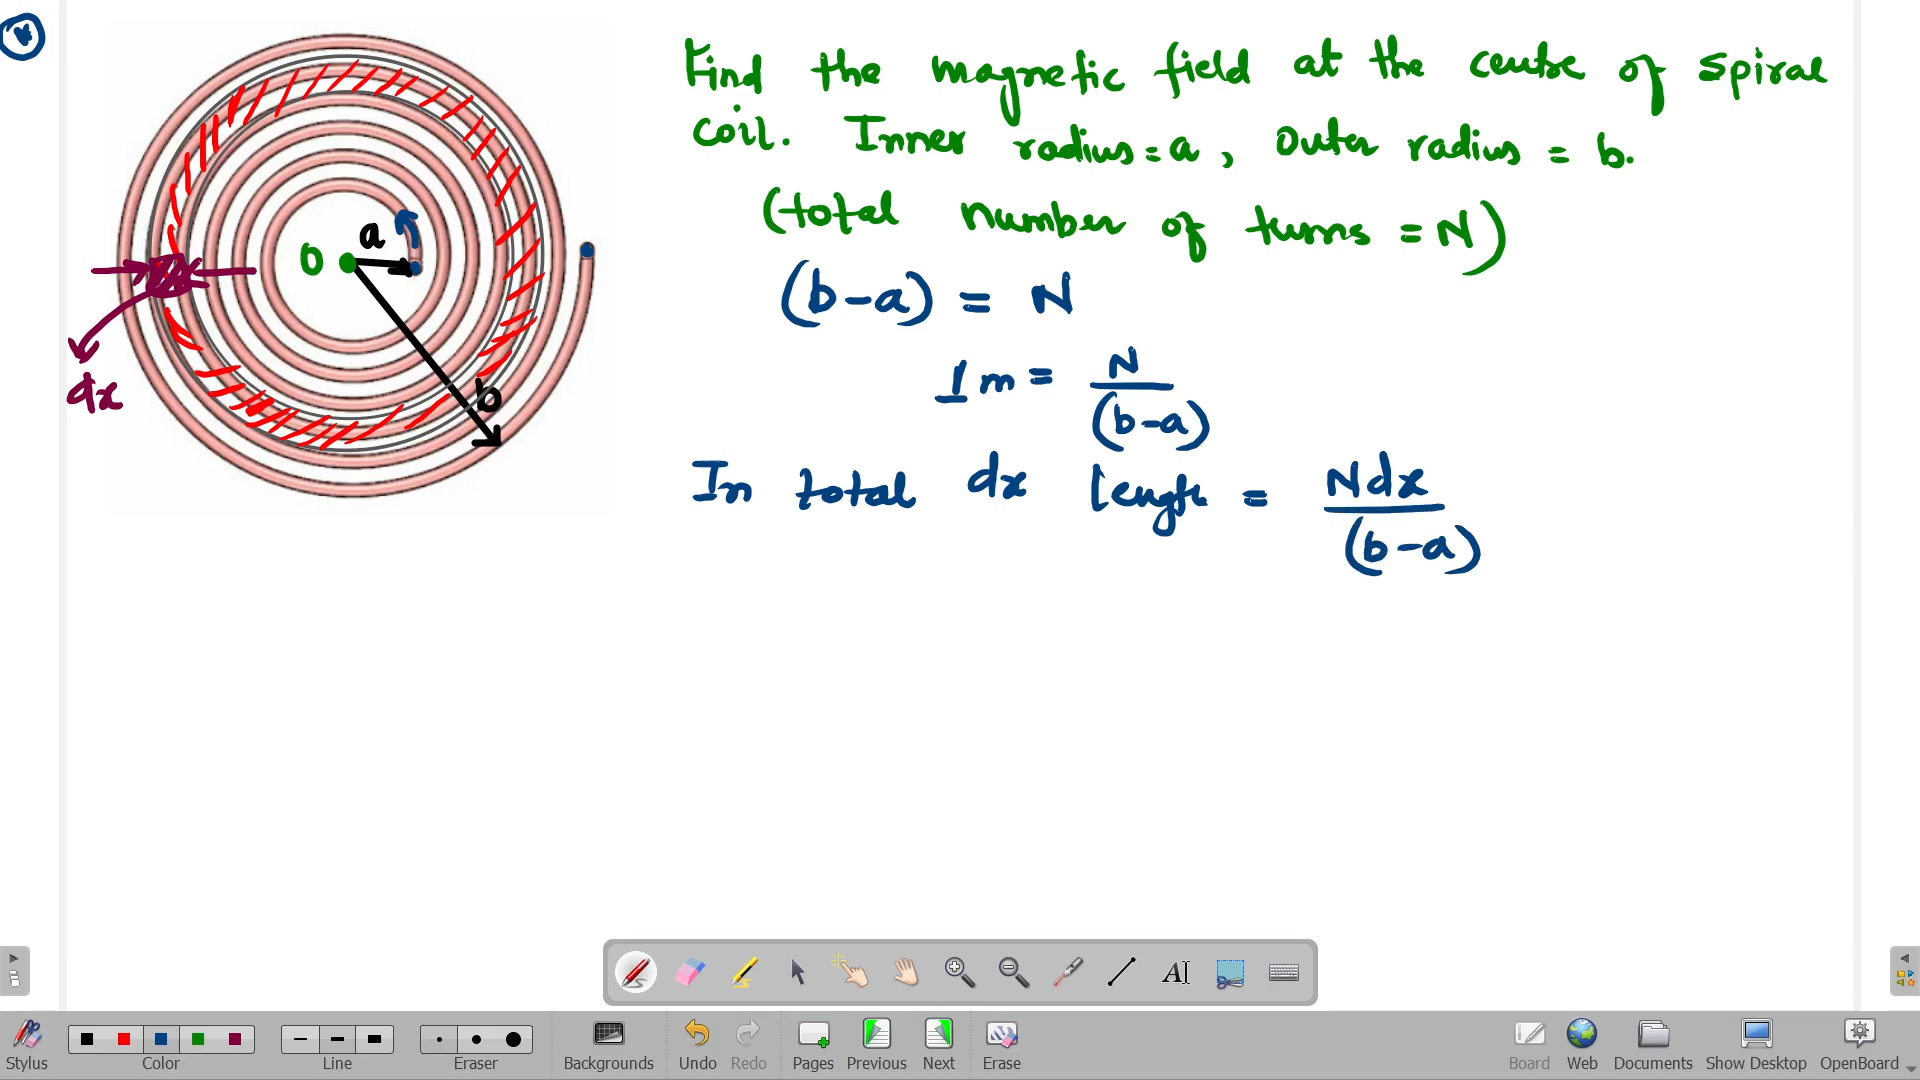 Find the magnetic field at the centre of spiral
coil. Inner radius = a, Outer radius = b.
(total number of turns = N)
(b-a) = N
1 m = N/(b-a)
In total dx length = Ndx/(b-a)
O
a
b
dx
Stylus
Color
Line
Eraser
Backgrounds
Undo
Redo
Pages
Previous
Next
Erase
Board
Web
Documents
Show Desktop
OpenBoard
AI